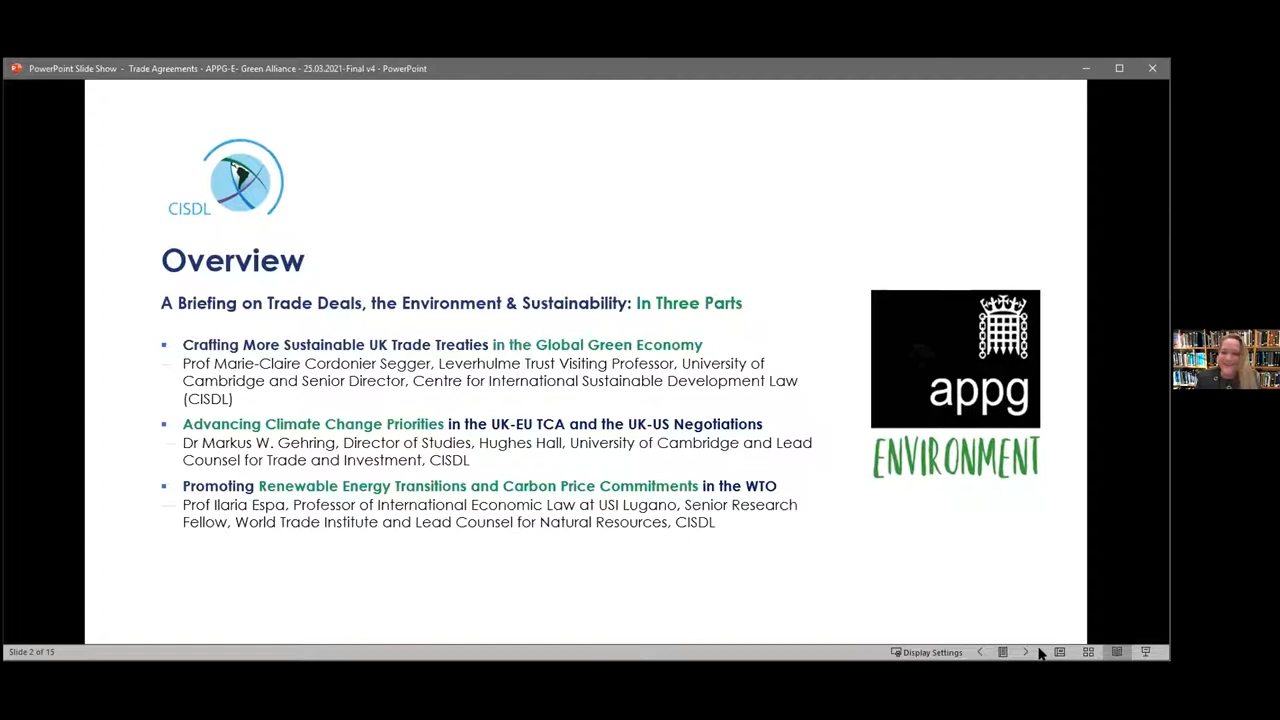 PowerPoint Slide Show - Trade Agreements - APPG-E- Green Alliance - 25.03.2021-Final v4 - PowerPoint
CISDL
Overview
A Briefing on Trade Deals, the Environment & Sustainability: In Three Parts
Crafting More Sustainable UK Trade Treaties in the Global Green Economy
Prof Marie-Claire Cordonier Segger, Leverhulme Trust Visiting Professor, University of
Cambridge and Senior Director, Centre for International Sustainable Development Law
(CISDL)
Advancing Climate Change Priorities in the UK-EU TCA and the UK-US Negotiations
Dr Markus W. Gehring, Director of Studies, Hughes Hall, University of Cambridge and Lead
Counsel for Trade and Investment, CISDL
Promoting Renewable Energy Transitions and Carbon Price Commitments in the WTO
Prof Ilaria Espa, Professor of International Economic Law at USI Lugano, Senior Research
Fellow, World Trade Institute and Lead Counsel for Natural Resources, CISDL
appg
ENVIRONMENT
Slide 2 of 15
Display Settings